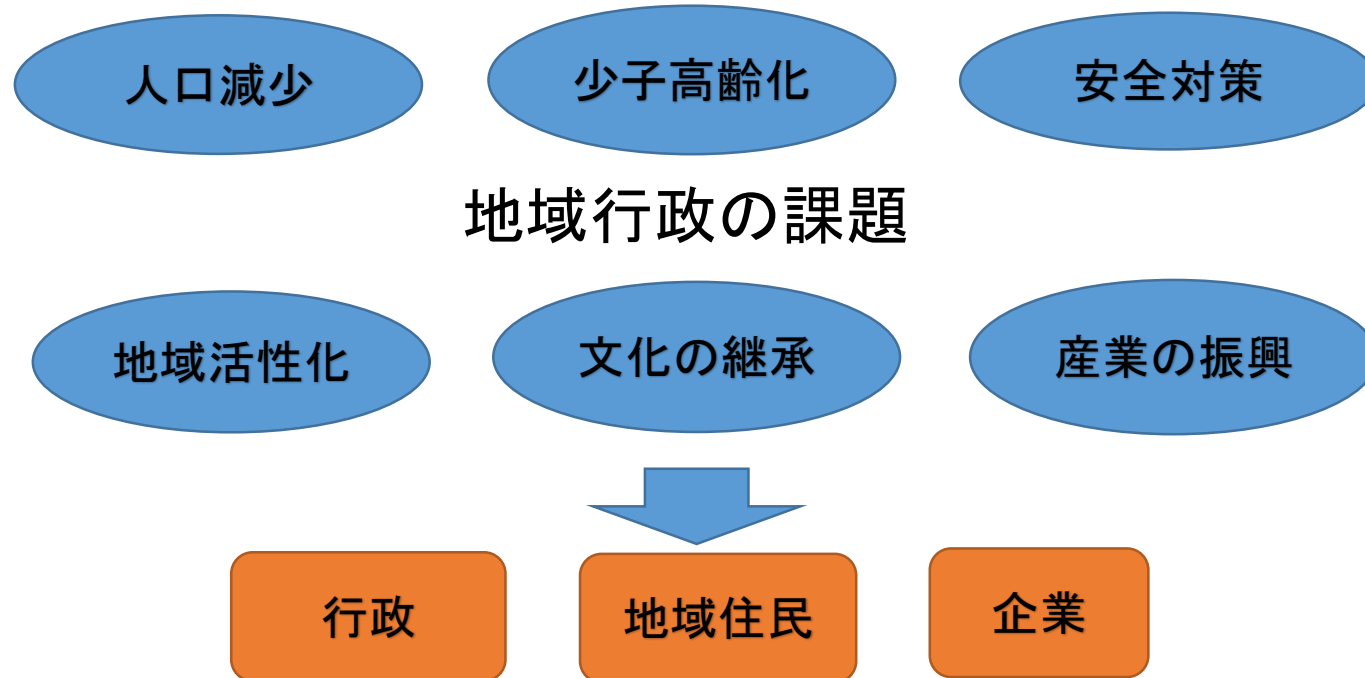 人口減少
少子高齢化
安全対策
地域行政の課題
地域活性化
文化の継承
産業の振興
行政
地域住民
企業